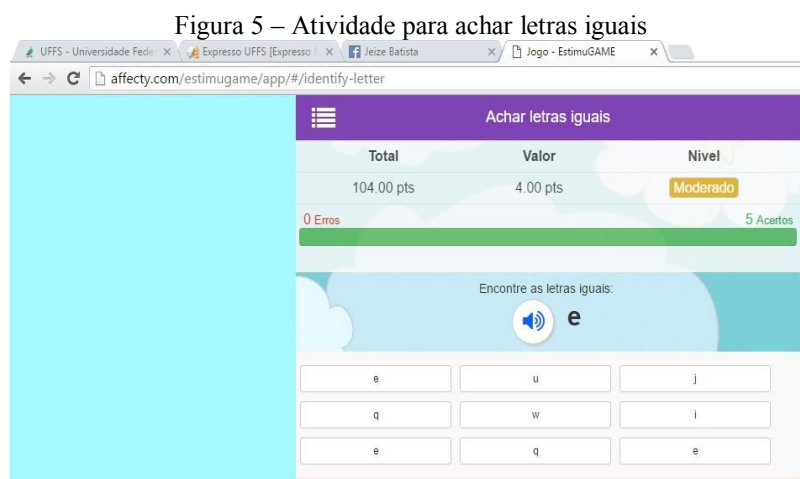 Figura 5 – Atividade para achar letras iguais
UFFS - Universidade Fede Expresso UFFS [Expresso Jeize Batista Jogo - EstimuGAME
affecty.com/estimugame/app/#/identify-letter
Achar letras iguais
Total Valor Nivel
104.00 pts 4.00 pts Moderado
0 Erros 5 Acertos
Encontre as letras iguais:
e
e u j
q w i
e q e